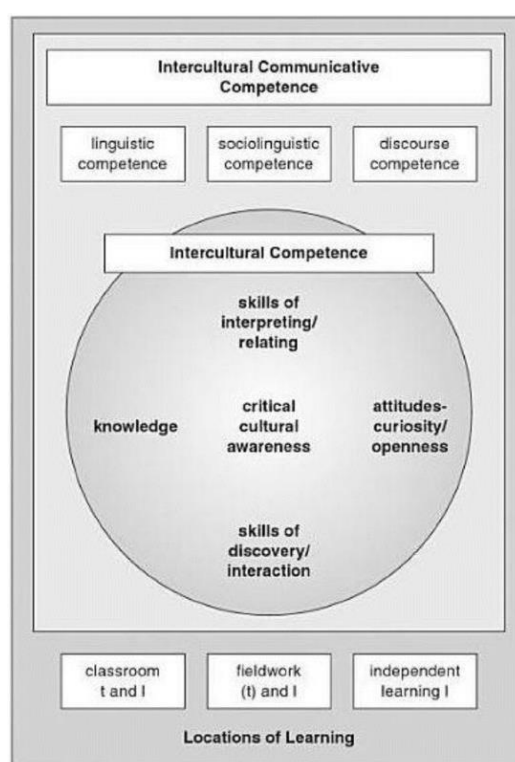 Intercultural Communicative
Competence
linguistic
competence
sociolinguistic
competence
discourse
competence
Intercultural Competence
skills of
interpreting/
relating
knowledge
critical
cultural
awareness
attitudes-
curiosity/
openness
skills of
discovery/
interaction
classroom
t and l
fieldwork
(t) and l
independent
learning l
Locations of Learning